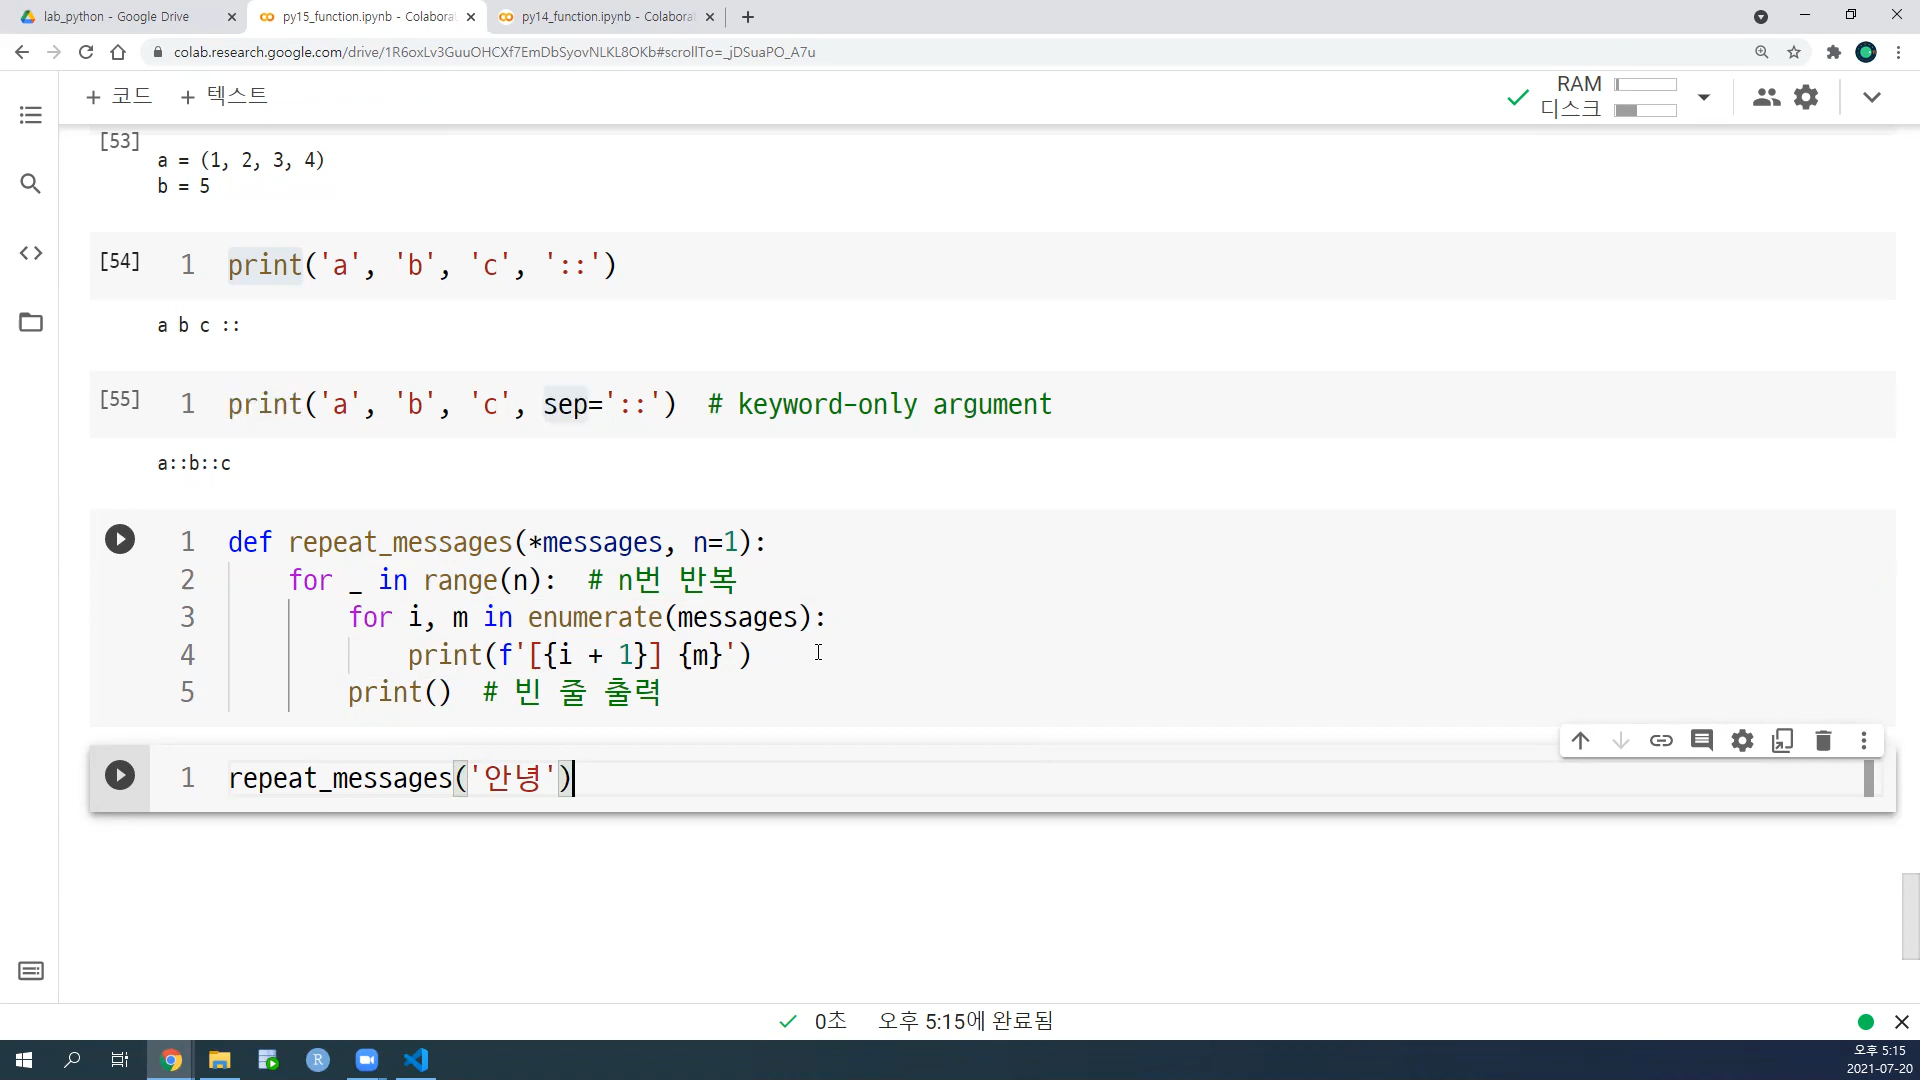 lab_python - Google Drive
py15_function.ipynb - Colabora
py14_function.ipynb - Colabora
colab.research.google.com/drive/1R6oxLv3GuuOHCXf7EmDbSyovNLKL8OKb#scrollTo=_jDSuaPO_A7u
+ 코드 + 텍스트
RAM
디스크
[53]
a = (1, 2, 3, 4)
b = 5
[54] 1 print('a', 'b', 'c', '::')
a b c ::
[55] 1 print('a', 'b', 'c', sep='::')  # keyword-only argument
a::b::c
1 def repeat_messages(*messages, n=1):
2     for _ in range(n):  # n번 반복
3         for i, m in enumerate(messages):
4             print(f'[{i + 1}] {m}')
5         print()  # 빈 줄 출력
1 repeat_messages('안녕')
0초 오후 5:15에 완료됨
오후 5:15
2021-07-20